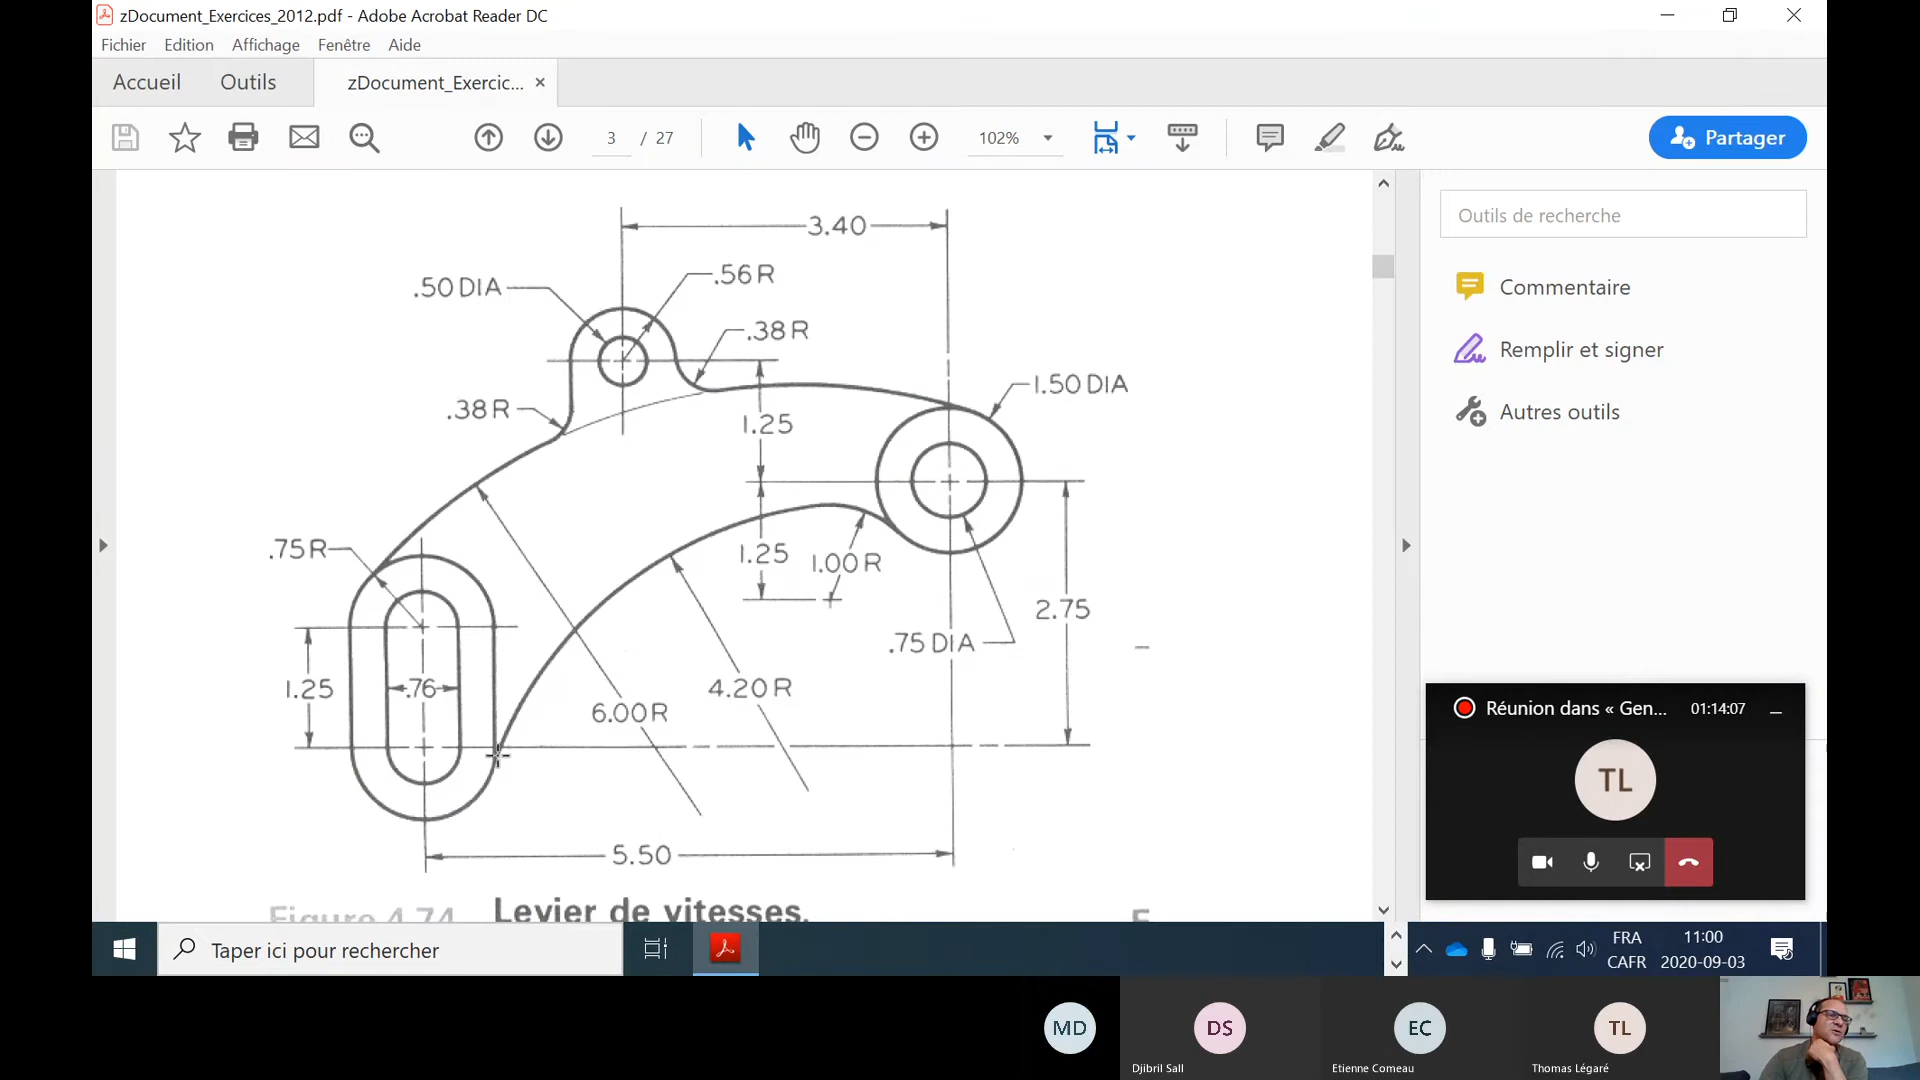 zDocument_Exercices_2012.pdf - Adobe Acrobat Reader DC
Fichier Edition Affichage Fenêtre Aide
Accueil Outils zDocument_Exercic... ×
3 / 27 102% Partager
3.40
.50 DIA .56 R
.38 R
.38 R
1.25
1.50 DIA
.75 R
1.25 1.00 R
2.75
.75 DIA
1.25 .76 6.00 R 4.20 R
5.50
Figure 4.74 Levier de vitesses.
Outils de recherche
Commentaire
Remplir et signer
Autres outils
Réunion dans « Gen... 01:14:07
TL
Taper ici pour rechercher
FRA
CAFR
11:00
2020-09-03
MD DS EC TL
Djibril Sall Etienne Comeau Thomas Légaré